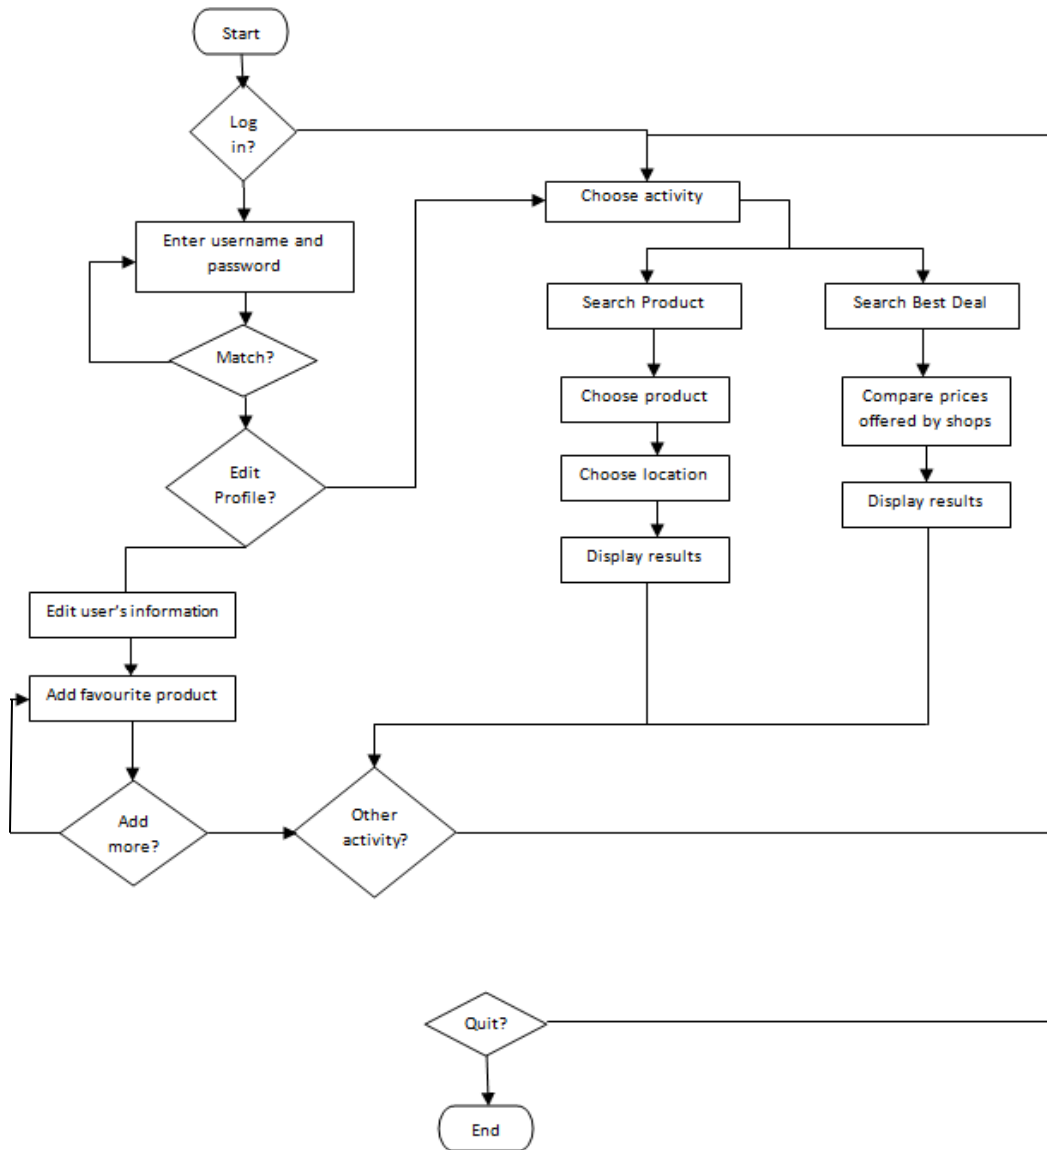 Start
Log
in?
Choose activity
Enter username and
password
Search Product
Search Best Deal
Match?
Choose product
Compare prices
offered by shops
Edit
Profile?
Choose location
Display results
Display results
Edit user's information
Add favourite product
Add
more?
Other
activity?
Quit?
End